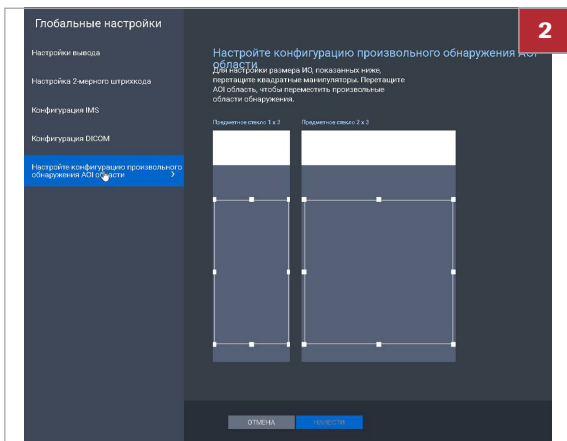 Глобальные настройки
2
Настройки вывода
Настройка 2-мерного штрихкода
Конфигурация IMS
Конфигурация DICOM
Настройте конфигурацию произвольного
обнаружения AOI области
Настройте конфигурацию произвольного обнаружения AOI
области
Для настройки размера ИО, показанных ниже,
перетащите квадратные манипуляторы. Перетащите
AOI область, чтобы переместить произвольные
области обнаружения.
Предметное стекло 1 x 3 Предметное стекло 2 x 3
ОТМЕНА НАНЕСТИ